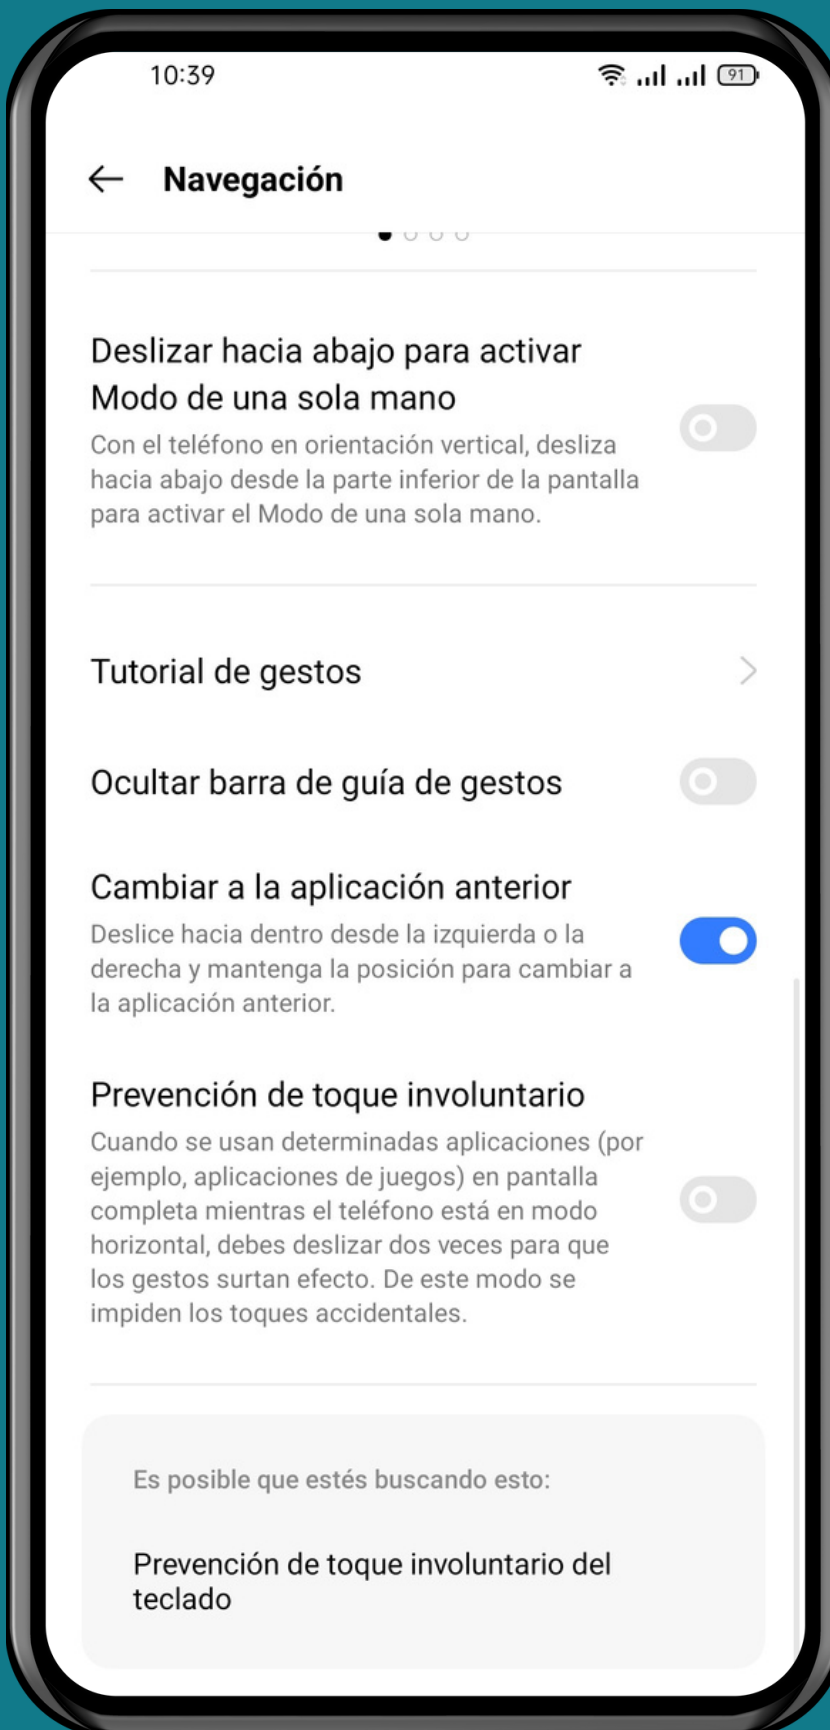 10:39
91
Navegación
Deslizar hacia abajo para activar
Modo de una sola mano
Con el teléfono en orientación vertical, desliza
hacia abajo desde la parte inferior de la pantalla
para activar el Modo de una sola mano.
Tutorial de gestos
Ocultar barra de guía de gestos
Cambiar a la aplicación anterior
Deslice hacia dentro desde la izquierda o la
derecha y mantenga la posición para cambiar a
la aplicación anterior.
Prevención de toque involuntario
Cuando se usan determinadas aplicaciones (por
ejemplo, aplicaciones de juegos) en pantalla
completa mientras el teléfono está en modo
horizontal, debes deslizar dos veces para que
los gestos surtan efecto. De este modo se
impiden los toques accidentales.
Es posible que estés buscando esto:
Prevención de toque involuntario del
teclado